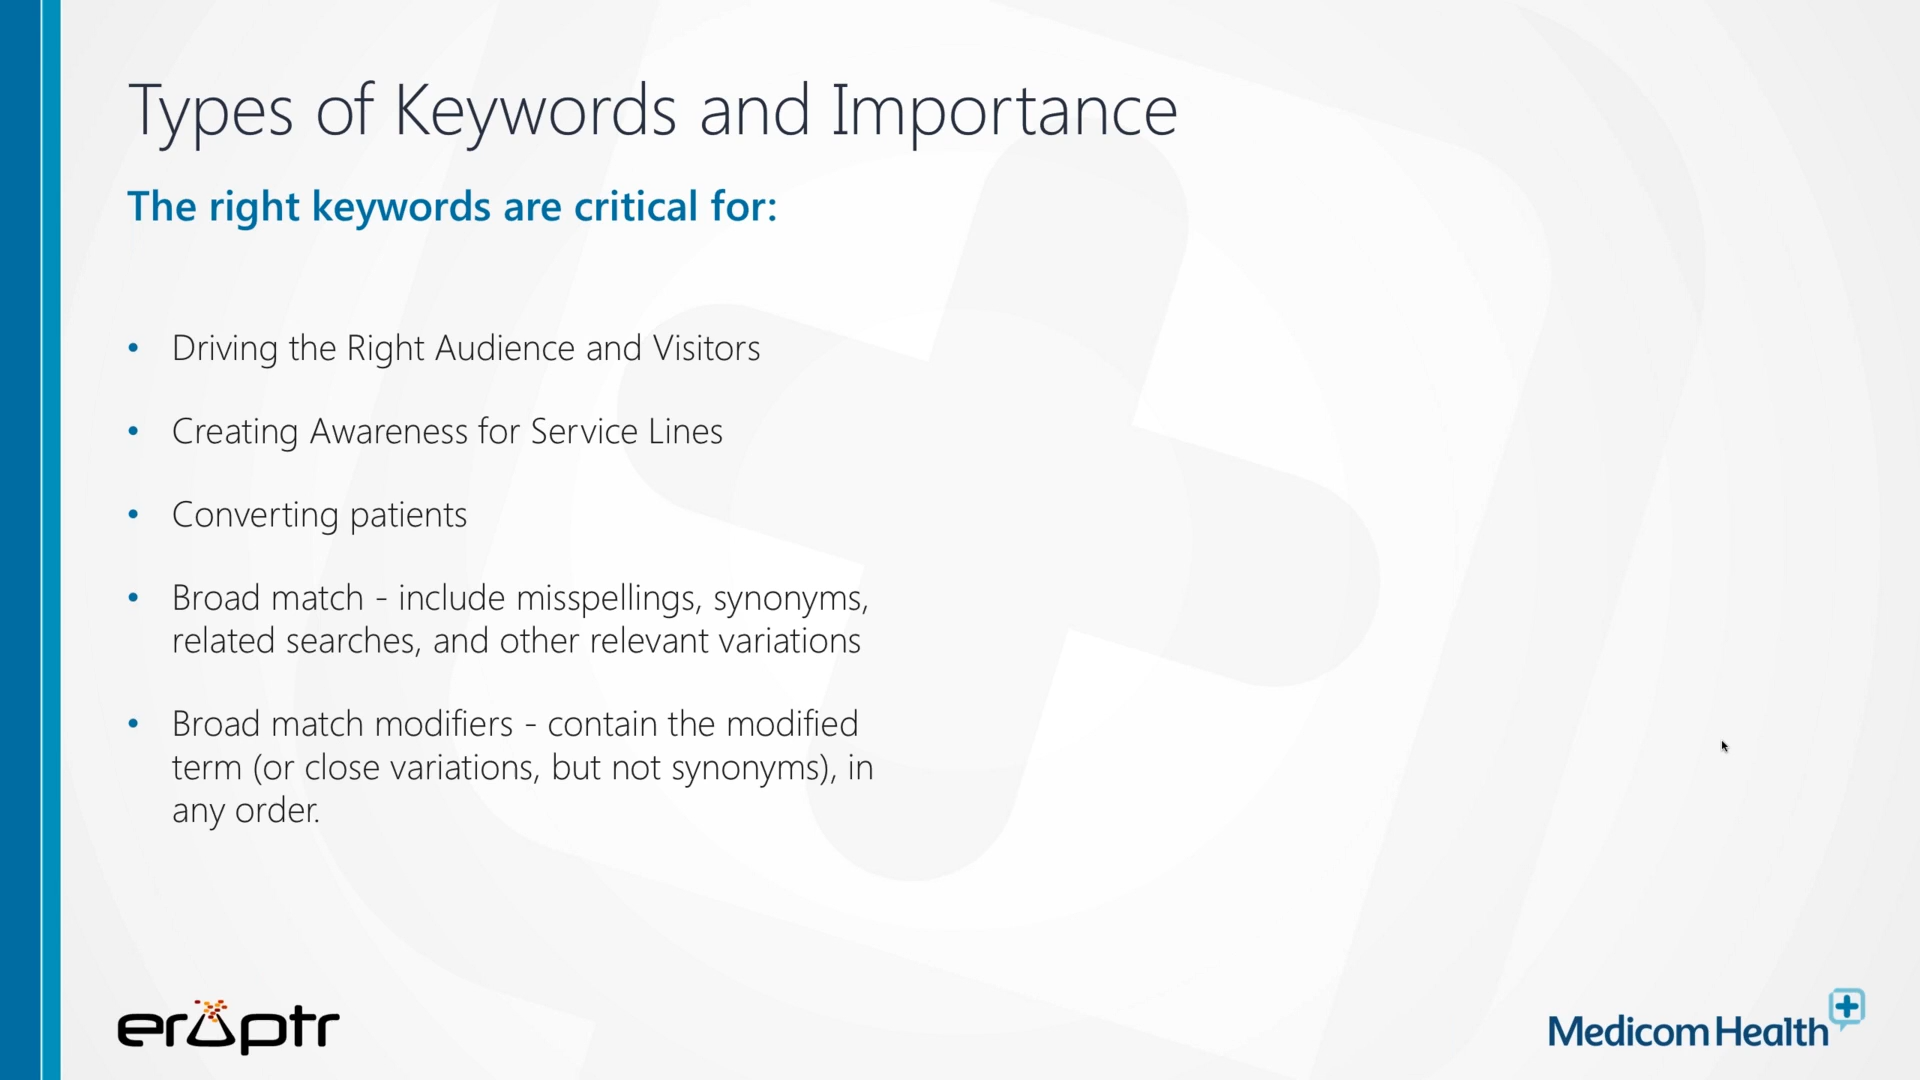 Types of Keywords and Importance
The right keywords are critical for:
• Driving the Right Audience and Visitors
• Creating Awareness for Service Lines
• Converting patients
• Broad match - include misspellings, synonyms,
related searches, and other relevant variations
• Broad match modifiers - contain the modified
term (or close variations, but not synonyms), in
any order.
eruptr
Medicom Health